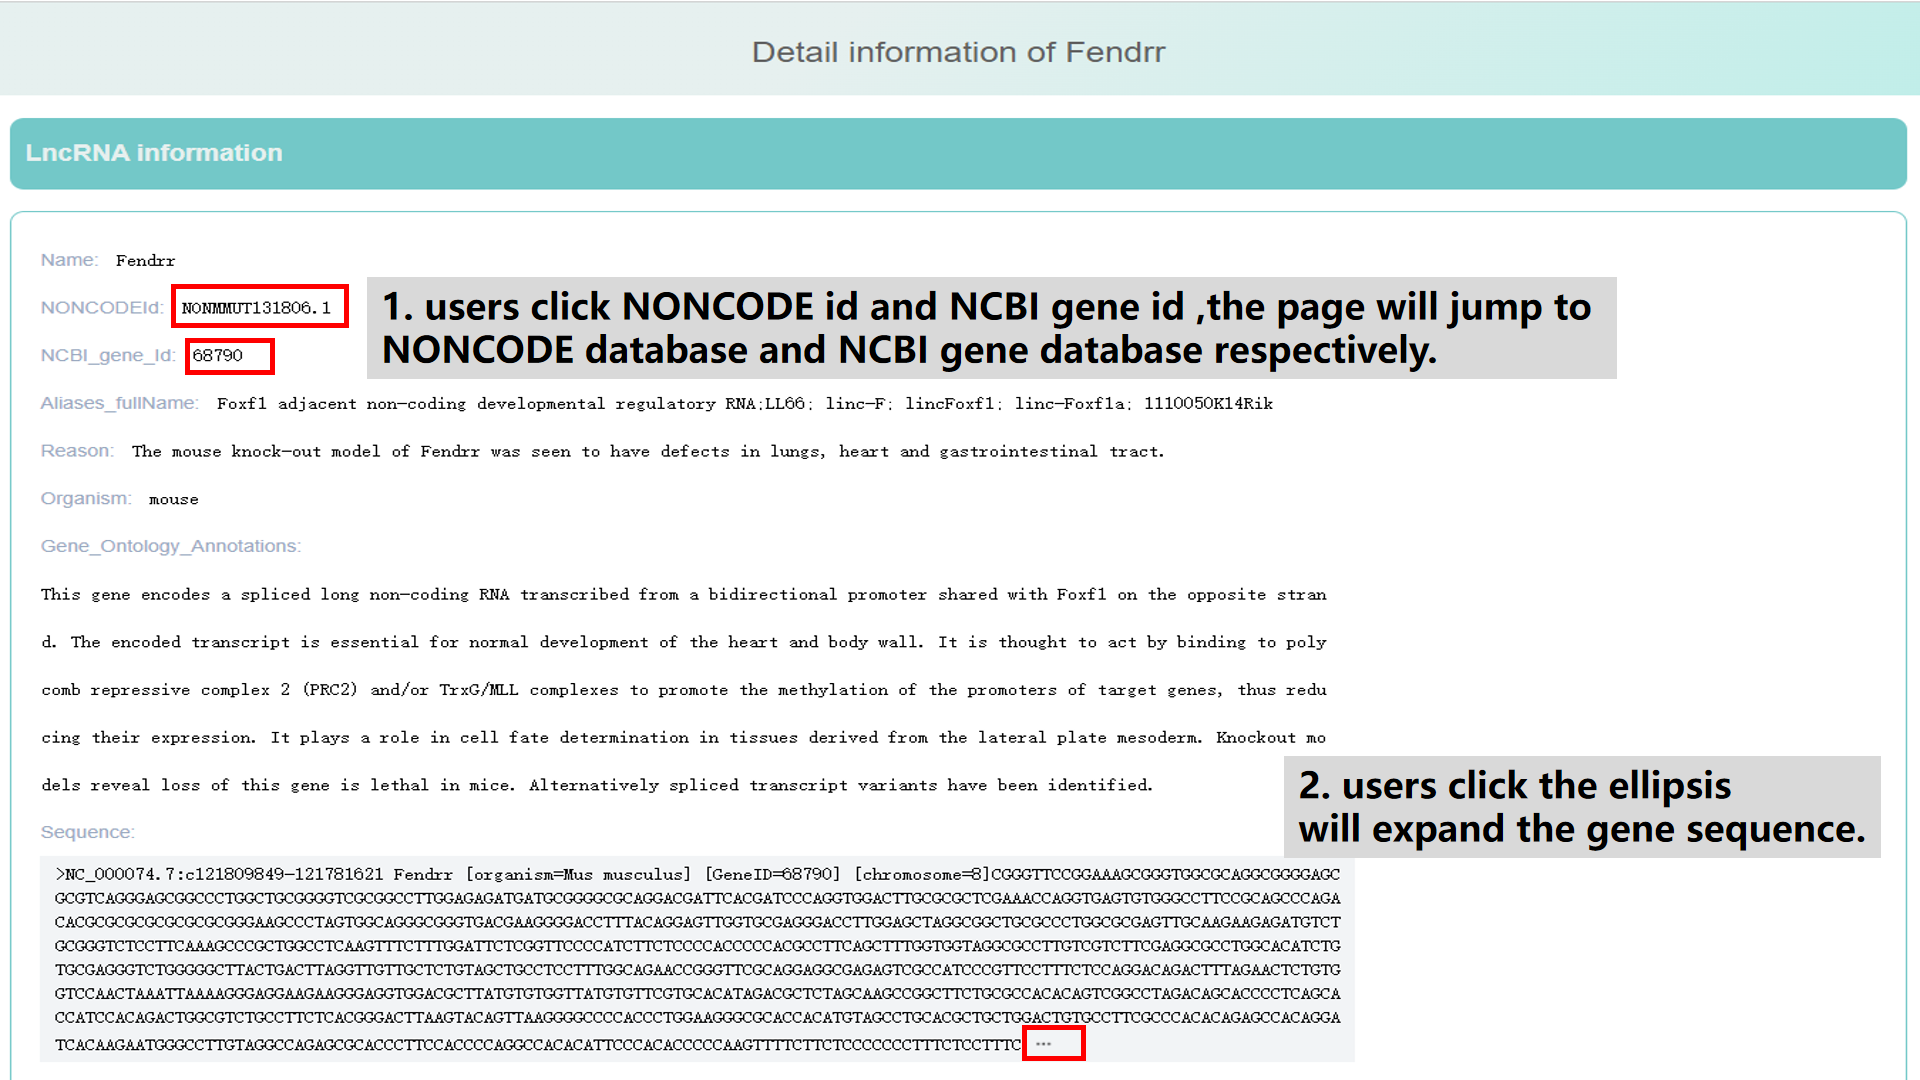 Detail information of Fendrr
LncRNA information
Name: Fendrr
NONCODEId: NONMMUT131806.1
1. users click NONCODE id and NCBI gene id ,the page will jump to
NONCODE database and NCBI gene database respectively.
NCBI_gene_Id: 68790
Aliases_fullName: Foxf1 adjacent non-coding developmental regulatory RNA;LL66; linc-F; lincFoxf1; linc-Foxf1a; 1110050K14Rik
Reason: The mouse knock-out model of Fendrr was seen to have defects in lungs, heart and gastrointestinal tract.
Organism: mouse
Gene_Ontology_Annotations:
This gene encodes a spliced long non-coding RNA transcribed from a bidirectional promoter shared with Foxf1 on the opposite stran
d. The encoded transcript is essential for normal development of the heart and body wall. It is thought to act by binding to poly
comb repressive complex 2 (PRC2) and/or TrxG/MLL complexes to promote the methylation of the promoters of target genes, thus redu
cing their expression. It plays a role in cell fate determination in tissues derived from the lateral plate mesoderm. Knockout mo
dels reveal loss of this gene is lethal in mice. Alternatively spliced transcript variants have been identified.
2. users click the ellipsis
will expand the gene sequence.
Sequence:
>NC_000074.7:c121809849-121781621 Fendrr [organism=Mus musculus] [GeneID=68790] [chromosome=8]CGGGTTCCGGAAAGCGGGTGGCGCAGGCGGGGAGC
GCGTCAGGGAGCGGCCCTGGCTGCGGGGTCGCGGCCTTGGAGAGATGATGCGGGGCGCAGGACGATTCACGATCCCAGGTGGACTTGCGCGCTCGAAACCAGGTGAGTGTGGGCCTTCCGCAGCCCAGA
CACGCGCGCGCGCGCGGGAAGCCCTAGTGGCAGGGCGGGTGACGAAGGGGACCTTTACAGGAGTTGGTGCGAGGGACCTTGGAGCTAGGCGGCTGCGCCCTGGCGCGAGTTGCAAGAAGAGATGTCT
GCGGGTCTCCTTCAAAGCCCGCTGGCCTCAAGTTTCTTTGGATTCTCGGTTCCCCATCTTCTCCCCACCCCCACGCCTTCAGCTTTGGTGGTAGGCGCCTTGTCGTCTTCGAGGCGCCTGGCACATCTG
TGCGAGGGTCTGGGGGCTTACTGACTTAGGTTGTTGCTCTGTAGCTGCCTCCTTTGGCAGAACCGGGTTCGCAGGAGGCGAGAGTCGCCATCCCGTTCCTTTCTCCAGGACAGACTTTAGAACTCTGTG
GTCCAACTAAATTAAAAGGGAGGAAGAAGGGAGGTGGACGCTTATGTGTGGTTATGTGTTCGTGCACATAGACGCTCTAGCAAGCCGGCTTCTGCGCCACACAGTCGGCCTAGACAGCACCCCTCAGCA
CCATCCACAGACTGGCGTCTGCCTTCTCACGGGACTTAAGTACAGTTAAGGGGCCCCACCCTGGAAGGGCGCACCACATGTAGCCTGCACGCTGCTGGACTGTGCCTTCGCCCACACAGAGCCACAGGA
TCACAAGAATGGGCCTTGTAGGCCAGAGCGCACCCTTCCACCCCAGGCCACACATTCCCACACCCCCAAGTTTTCTTCTCCCCCCCTTTCTCCTTTC ...